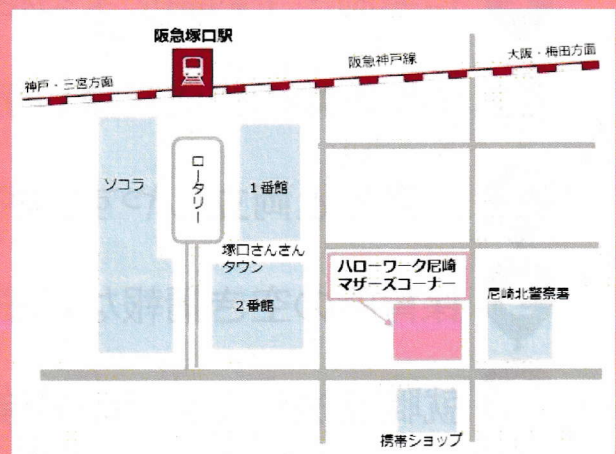 阪急塚口駅
神戸・三宮方面
阪急神戸線
大阪・梅田方面
ソコラ
ロータリー
1番館
塚口さんさん
タウン
2番館
ハローワーク尼崎
マザーズコーナー
尼崎北警察署
携帯ショップ